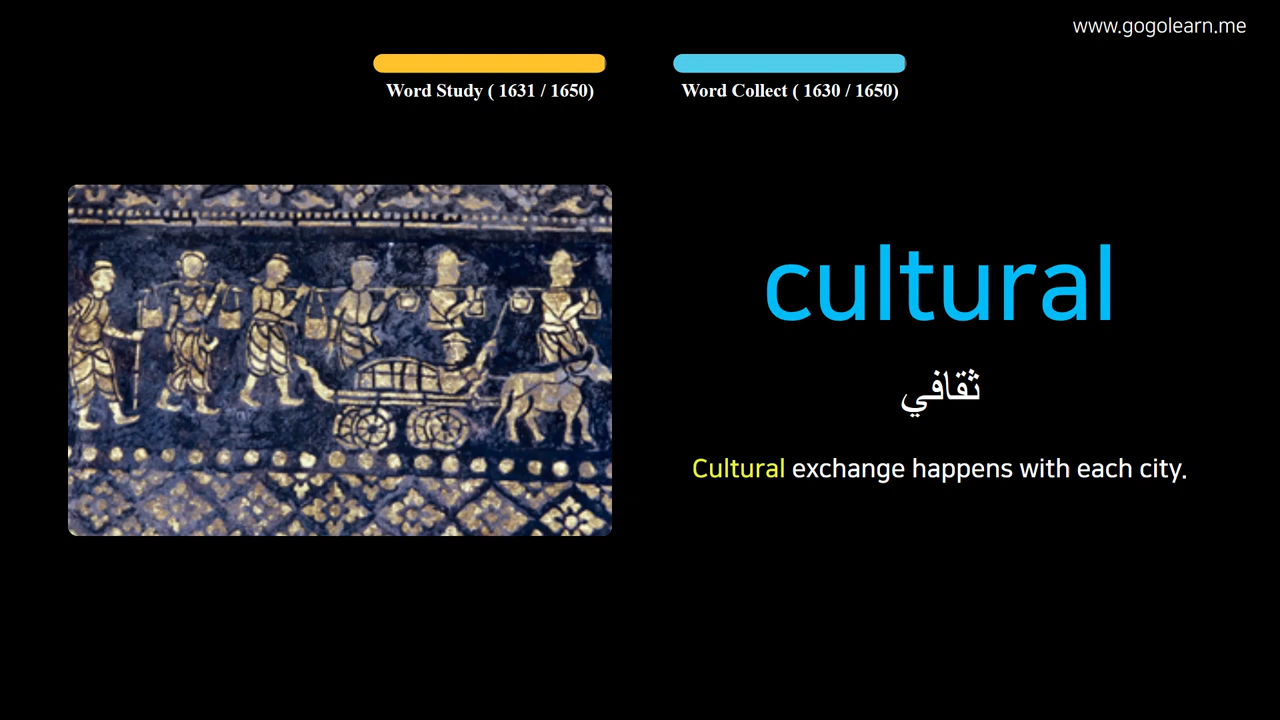 www.gogolearn.me
Word Study ( 1631 / 1650)
Word Collect ( 1630 / 1650)
cultural
ثقافي
Cultural exchange happens with each city.